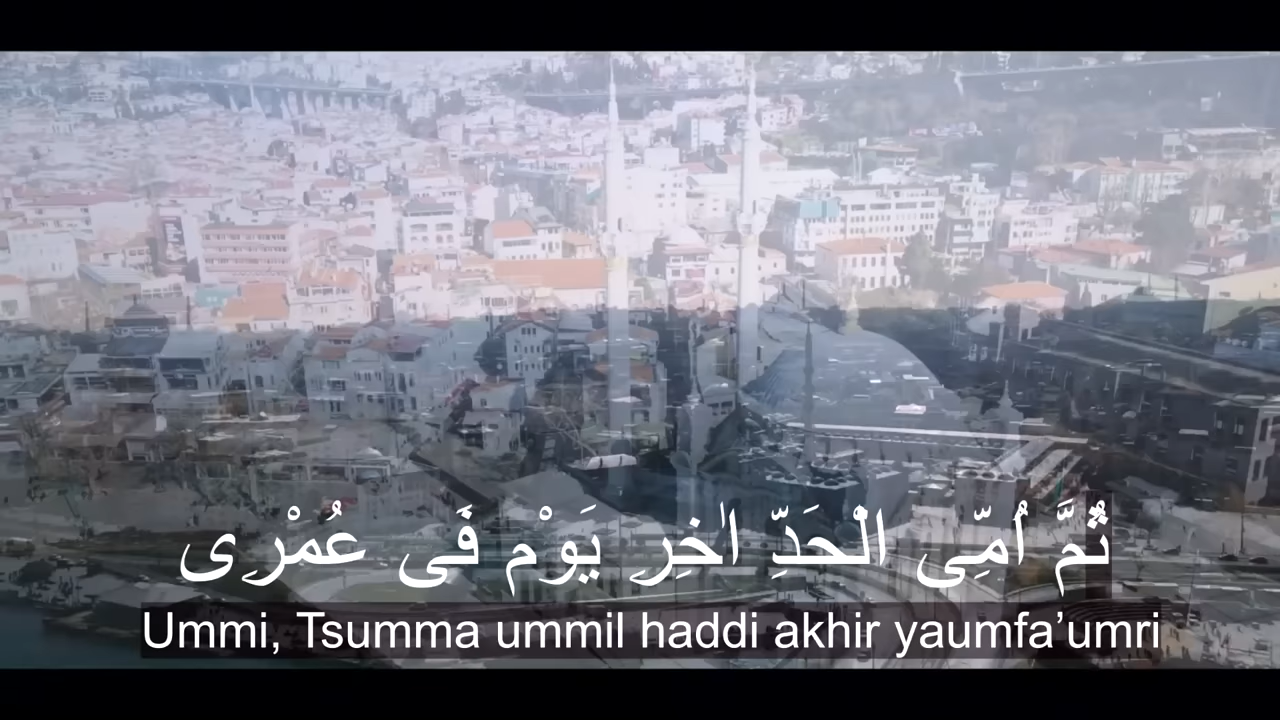 ثُمَّ اُمِّى الْحَدِّ اٰخِرِ يَوْم فَى عُمْرِى
Ummi, Tsumma ummil haddi akhir yaumfa’umri